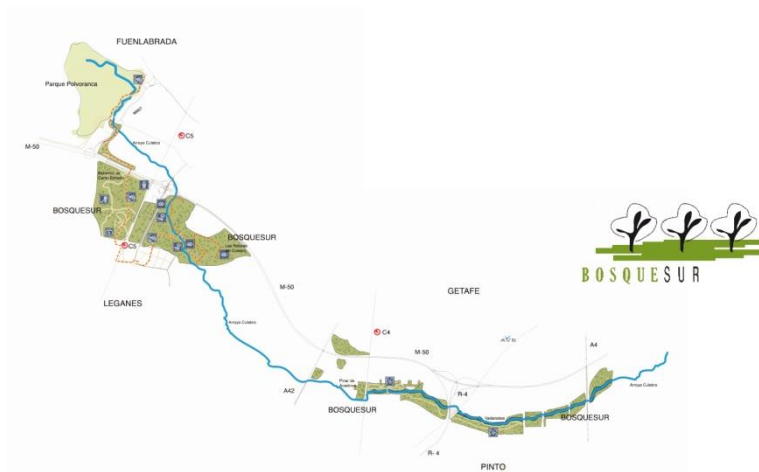 FUENLABRADA
Parque Polvoranca
M-50
Arroyo Culebro
C5
BOSQUESUR
BOSQUESUR
C5
LEGANES
M-50
GETAFE
Arroyo Culebro
C4
M-50
A4
A42
R-4
Arroyo Culebro
BOSQUESUR
BOSQUESUR
R- 4
PINTO
BOSQUESUR